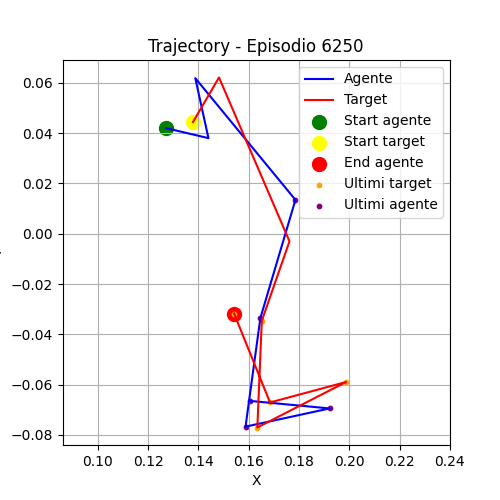 Trajectory - Episodio 6250
Agente
Target
Start agente
Start target
End agente
Ultimi target
Ultimi agente
0.06
0.04
0.02
0.00
−0.02
−0.04
−0.06
−0.08
0.10
0.12
0.14
0.16
0.18
0.20
0.22
0.24
X